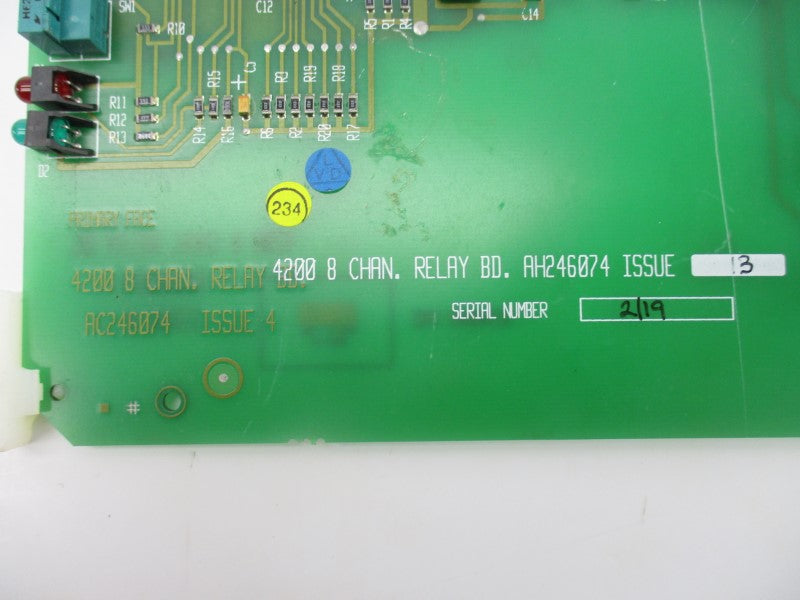 SW1
C12
C14
R10
R15
R19
R18
R11
R12
R13
R14
R16
C3
R6
R20
R17
D2
L
V D
234
PRIMARY FACE
4200 8 CHAN. RELAY BD.
4200 8 CHAN. RELAY BD. AH246074 ISSUE 13
AC246074 ISSUE 4
SERIAL NUMBER 2/19
#